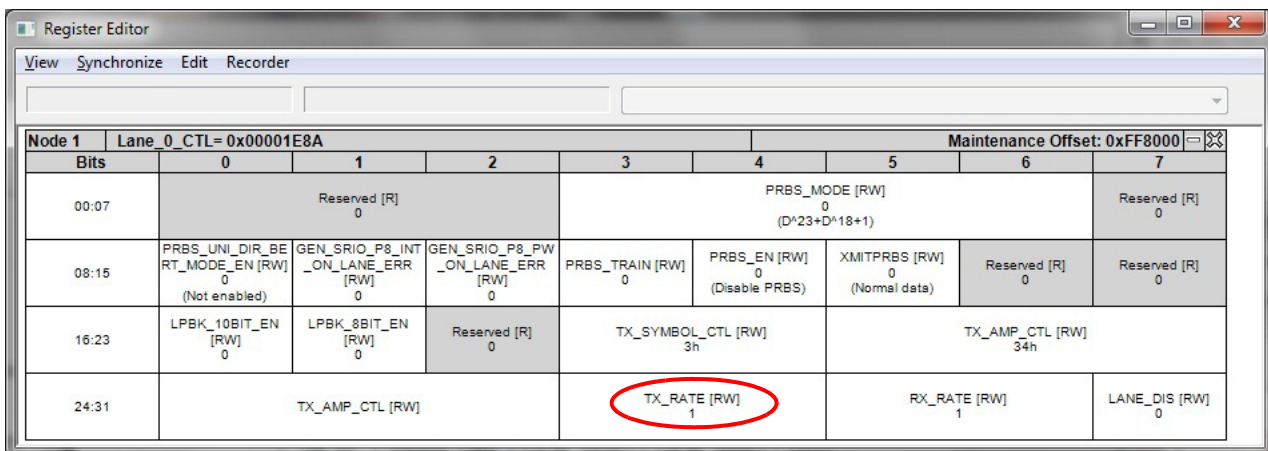 Register Editor
View Synchronize Edit Recorder
Node 1 Lane_0_CTL= 0x00001E8A Maintenance Offset: 0xFF8000
Bits 0 1 2 3 4 5 6 7
00:07
Reserved [R]
0
PRBS_MODE [RW]
0
(D^23+D^18+1)
Reserved [R]
0
08:15
PRBS_UNI_DIR_BE
RT_MODE_EN [RW]
0
(Not enabled)
GEN_SRIO_P8_INT
_ON_LANE_ERR
[RW]
0
GEN_SRIO_P8_PW
_ON_LANE_ERR
[RW]
0
PRBS_TRAIN [RW]
0
PRBS_EN [RW]
0
(Disable PRBS)
XMITPRBS [RW]
0
(Normal data)
Reserved [R]
0
Reserved [R]
0
16:23
LPBK_10BIT_EN
[RW]
0
LPBK_8BIT_EN
[RW]
0
Reserved [R]
0
TX_SYMBOL_CTL [RW]
3h
TX_AMP_CTL [RW]
34h
24:31
TX_AMP_CTL [RW]
TX_RATE [RW]
1
RX_RATE [RW]
1
LANE_DIS [RW]
0